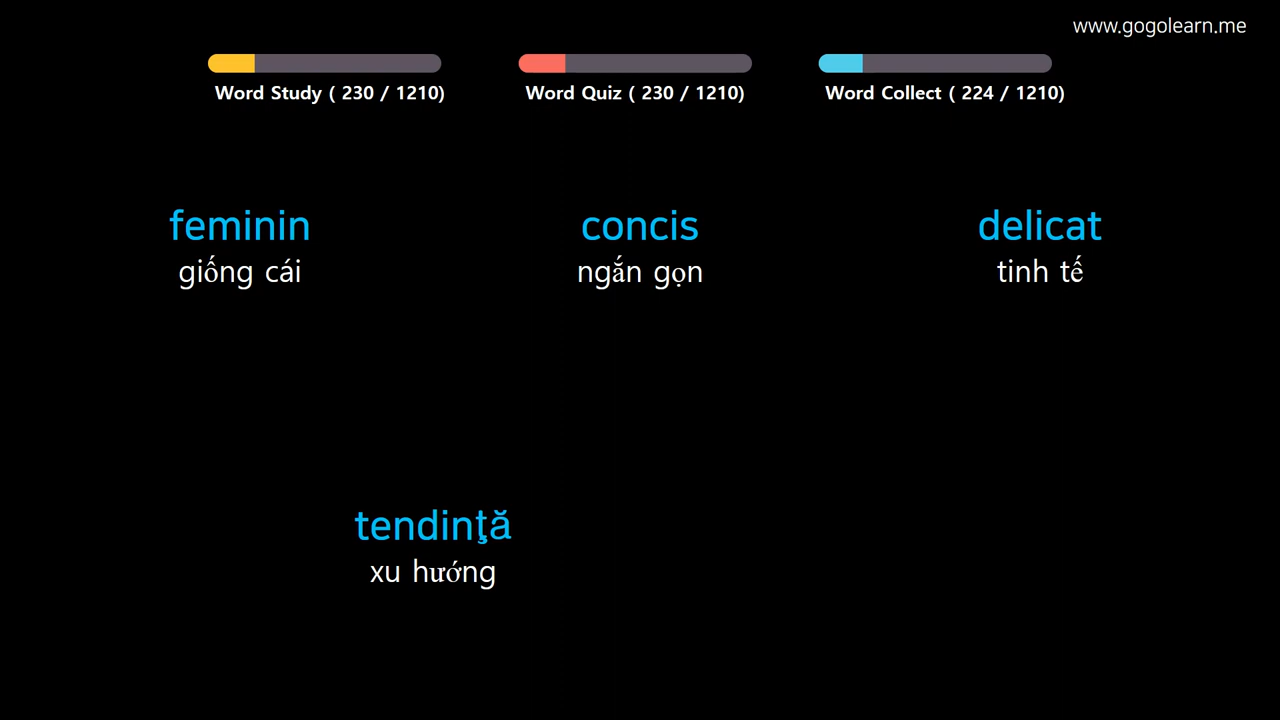 www.gogolearn.me
Word Study ( 230 / 1210)
Word Quiz ( 230 / 1210)
Word Collect ( 224 / 1210)
feminin
giống cái
concis
ngắn gọn
delicat
tinh tế
tendinţă
xu hướng